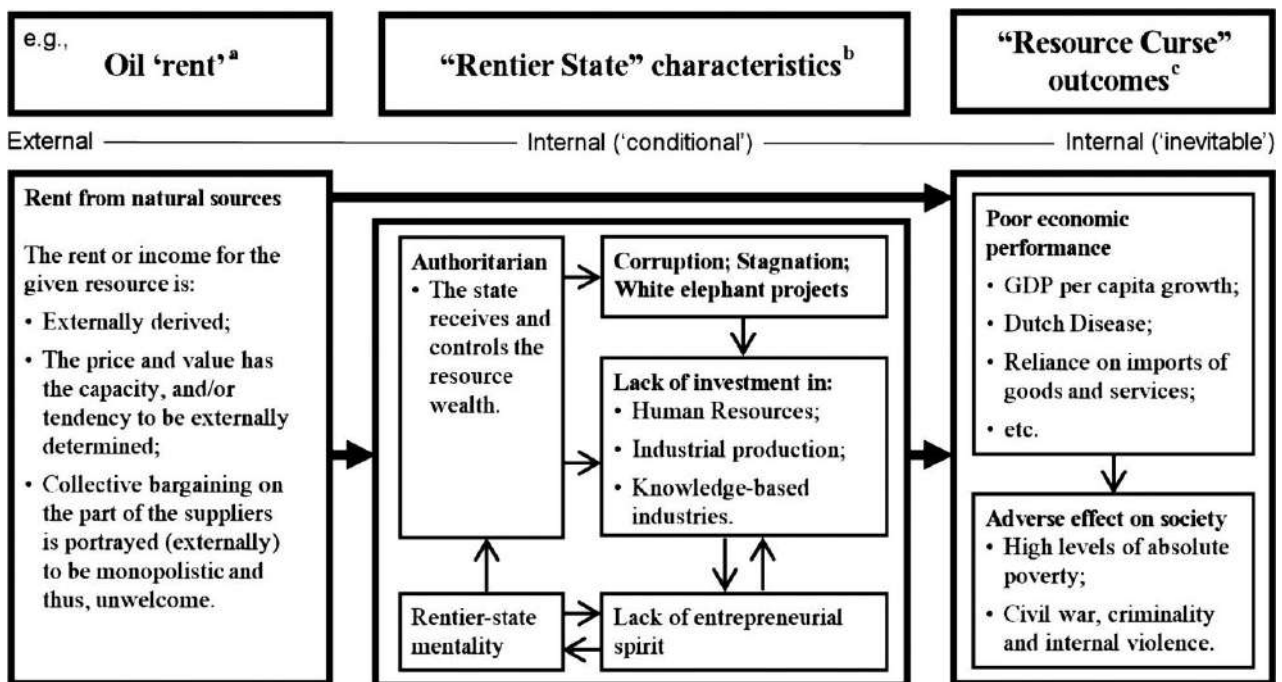 e.g.,
Oil ‘rent’ a
“Rentier State” characteristics b
“Resource Curse”
outcomes c
External
Internal (‘conditional’)
Internal (‘inevitable’)
Rent from natural sources
The rent or income for the
given resource is:
• Externally derived;
• The price and value has
the capacity, and/or
tendency to be externally
determined;
• Collective bargaining on
the part of the suppliers
is portrayed (externally)
to be monopolistic and
thus, unwelcome.
Authoritarian
• The state
receives and
controls the
resource
wealth.
Corruption; Stagnation;
White elephant projects
Lack of investment in:
• Human Resources;
• Industrial production;
• Knowledge-based
industries.
Rentier-state
mentality
Lack of entrepreneurial
spirit
Poor economic
performance
• GDP per capita growth;
• Dutch Disease;
• Reliance on imports of
goods and services;
• etc.
Adverse effect on society
• High levels of absolute
poverty;
• Civil war, criminality
and internal violence.